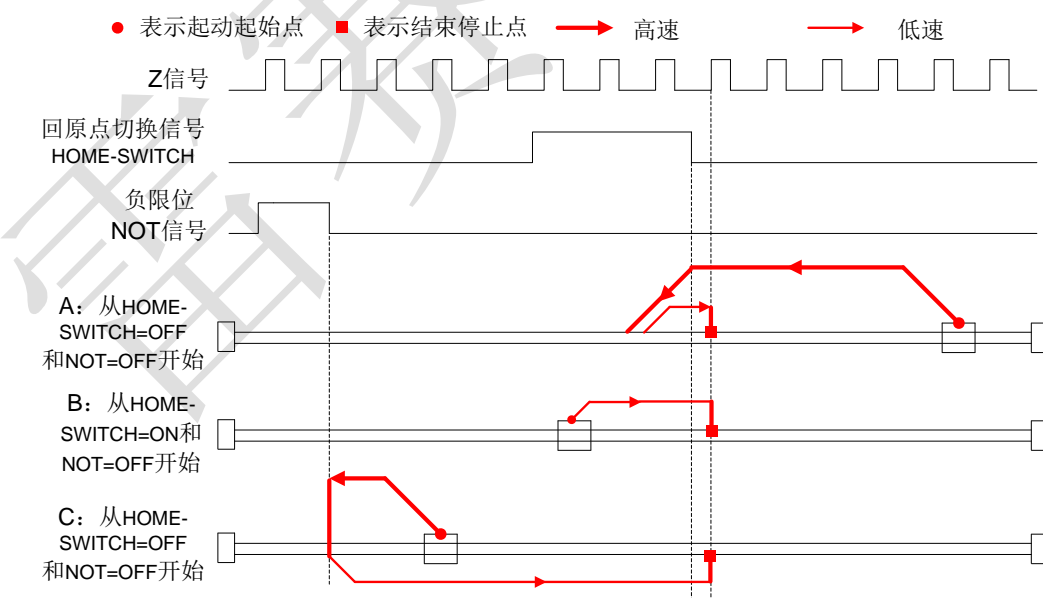 表示起动起始点 表示结束停止点 高速 低速
Z信号
回原点切换信号
HOME-SWITCH
负限位
NOT信号
A：从HOME-
SWITCH=OFF
和NOT=OFF开始
B：从HOME-
SWITCH=ON和
NOT=OFF开始
C：从HOME-
SWITCH=OFF
和NOT=OFF开始